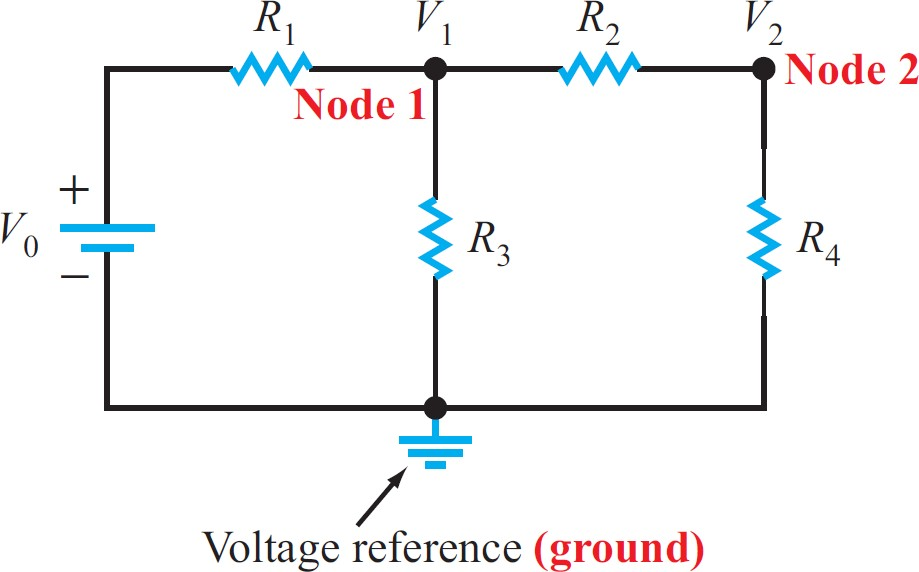 R1 V1 R2 V2
Node 2
Node 1
+
V0
R3
R4
−
Voltage reference (ground)